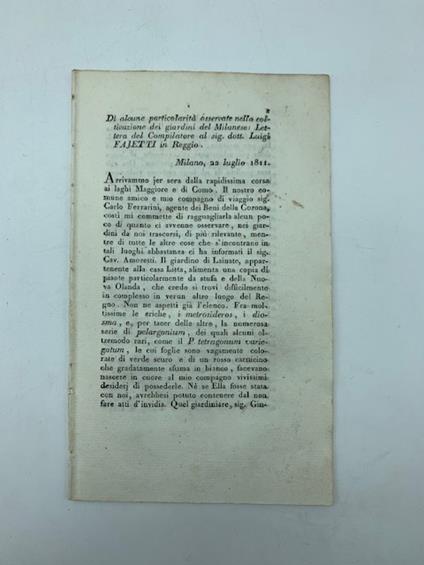 Di alcune particolarità osservate nella col-
tivazione dei giardini del Milanese: Let-
tera del Compilatore al sig. dott. Luigi
FAJETTI in Reggio.
Milano, 22 luglio 1811.
Arrivammo jer sera dalla rapidissima corsa
ai laghi Maggiore e di Como. Il nostro co-
mune amico e mio compagno di viaggio sig.
Carlo Ferrarini, agente dei Beni della Corona,
costì mi commette di ragguagliarla alcun po-
co di quanto ci avvenne osservare, nei giar-
dini da noi trascorsi, di più rilevante, men-
tre di tutte le altre cose che s'incontrano in
tali luoghi abbastanza ci ha informati il sig.
Cav. Amoretti. Il giardino di Lainate, appar-
tenente alla casa Litta, alimenta una copia di
piante particolarmente da stufa e della Nuo-
va Olanda, che credo si trovi difficilmente
in complesso in verun altro luogo del Re-
gno. Non ne aspetti già l'elenco. Fra mol-
tissime le eriche, i metrosideros, i dio-
sma, e, per tacer delle altre, la numerosa
serie di pelargonium, dei quali alcuni ol-
tremodo rari, come il P. tetragonum varie-
gatum, le cui foglie sono vagamente colo-
rate di verde scuro e di un rosso carnicino
che gradatamente sfuma in bianco, facevano
nascere in cuore al mio compagno vivissimi
desiderj di possederle. Nè se Ella fosse stata
con noi, avrebbesi potuto contenere dal non
fare atti d'invidia. Quel giardiniere, sig. Giu-